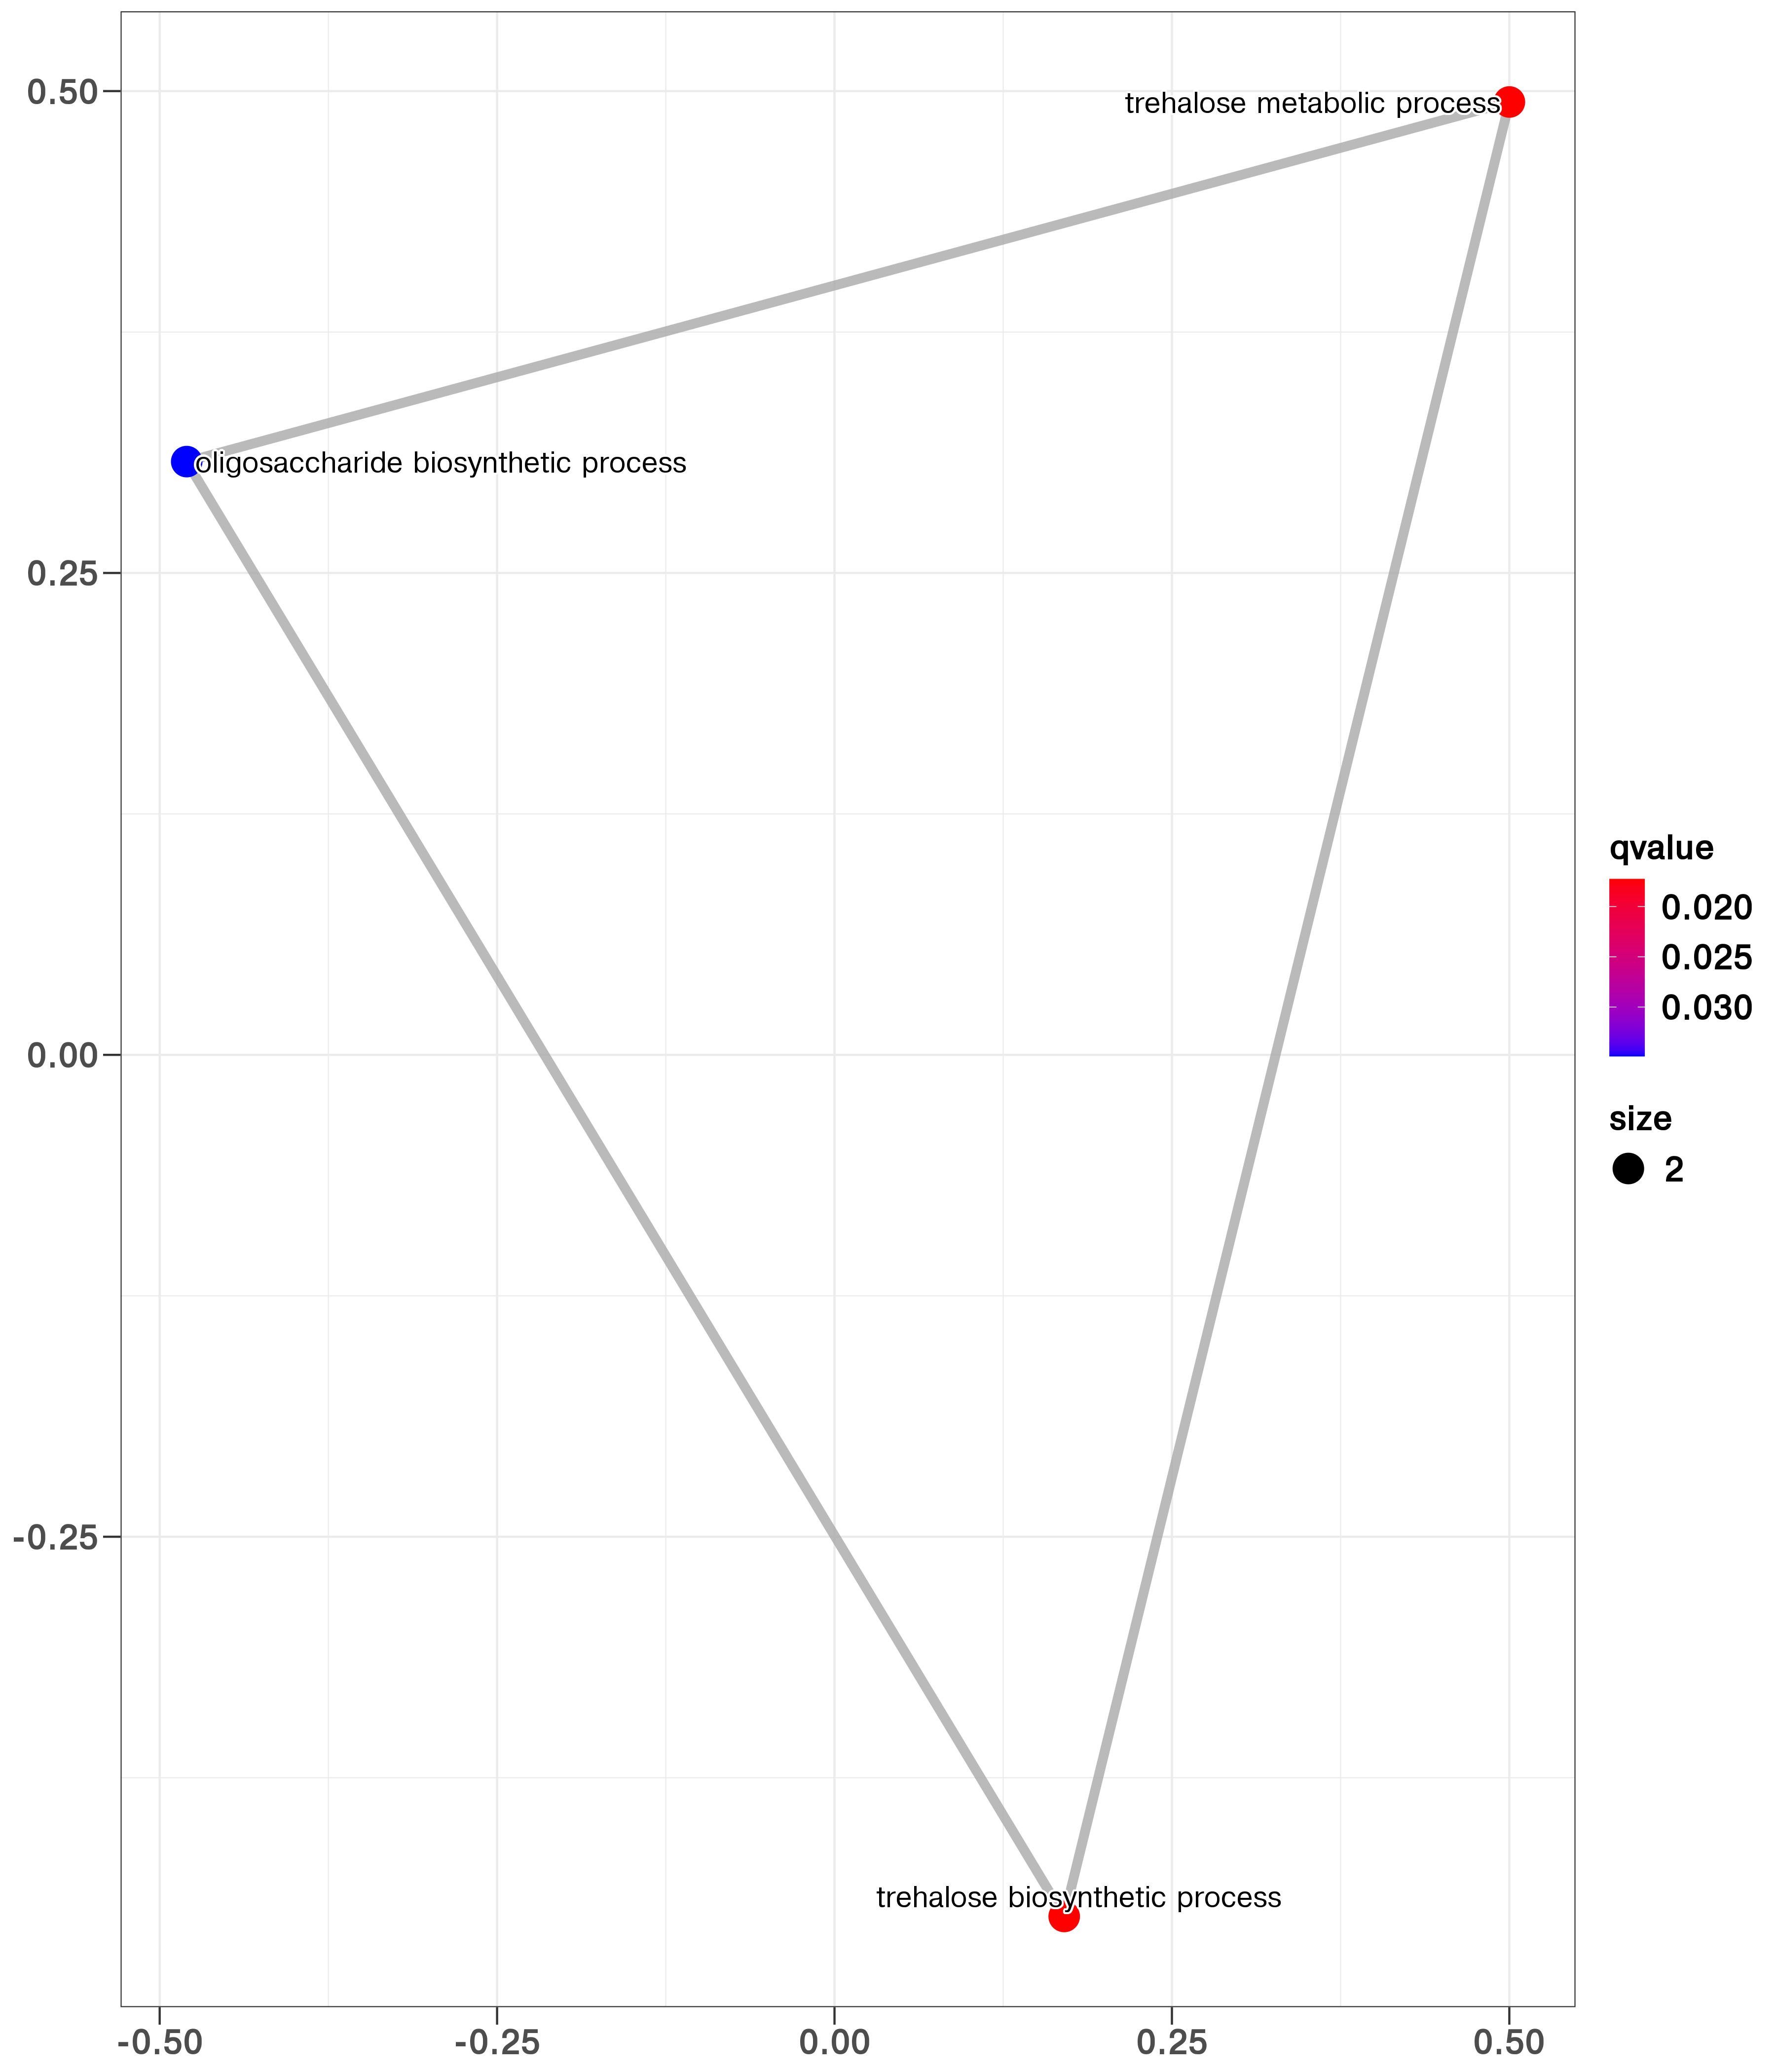 0.50
trehalose metabolic process
oligosaccharide biosynthetic process
0.25
qvalue
0.020
0.025
0.030
0.00
size
2
-0.25
trehalose biosynthetic process
-0.50 -0.25 0.00 0.25 0.50